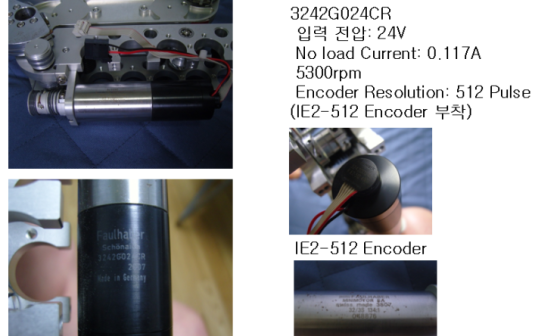 3242G024CR
입력 전압: 24V
No load Current: 0.117A
5300rpm
Encoder Resolution: 512 Pulse
(IE2-512 Encoder 부착)
Faulhaber
3242G024CR
Made in Germany
IE2-512 Encoder